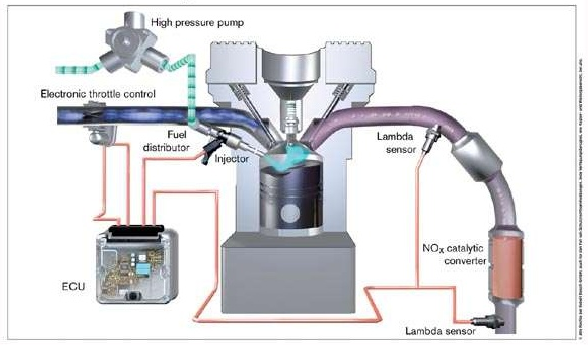 High pressure pump
Electronic throttle control
Fuel
distributor
Injector
Lambda
sensor
NOX catalytic
converter
ECU
Lambda sensor